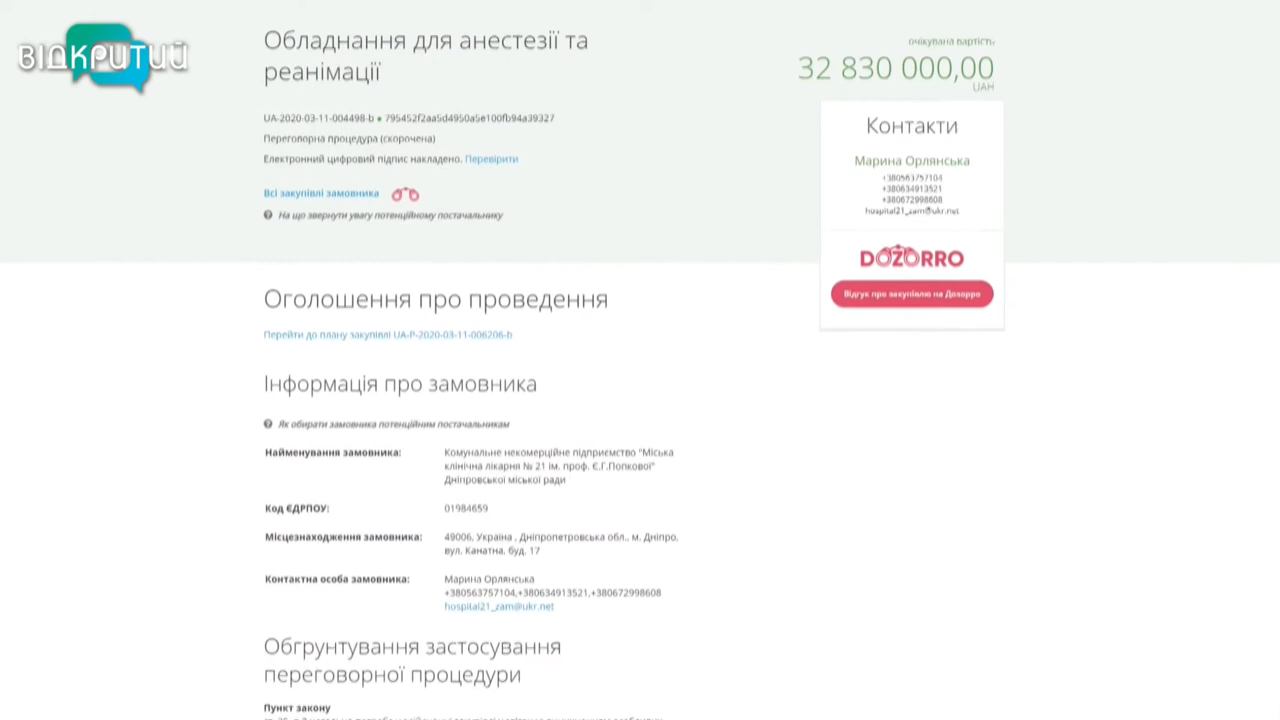 ВІДКРИТИЙ
Обладнання для анестезії та
реанімації
очікувана вартість
32 830 000,00
UAH
UA-2020-03-11-004498-b ● 795452f2aa5d4950a5e100fb94a39327
Переговорна процедура (скорочена)
Електронний цифровий підпис накладено. Перевірити
Всі закупівлі замовника
На що звернути увагу потенційному постачальнику
Контакти
Марина Орлянська
+380563757104
+380634913521
+380672998608
hospital21_zam@ukr.net
DOZORRO
Відгук про закупівлю на Дозорро
Оголошення про проведення
Перейти до плану закупівлі UA-P-2020-03-11-006206-b
Інформація про замовника
Як обирати замовника потенційним постачальникам
Найменування замовника: Комунальне некомерційне підприємство "Міська
клінічна лікарня № 21 ім. проф. Є.Г.Попкової"
Дніпровської міської ради
Код ЄДРПОУ: 01984659
Місцезнаходження замовника: 49006, Україна , Дніпропетровська обл., м. Дніпро,
вул. Канатна, буд. 17
Контактна особа замовника: Марина Орлянська
+380563757104,+380634913521,+380672998608
hospital21_zam@ukr.net
Обгрунтування застосування
переговорної процедури
Пункт закону